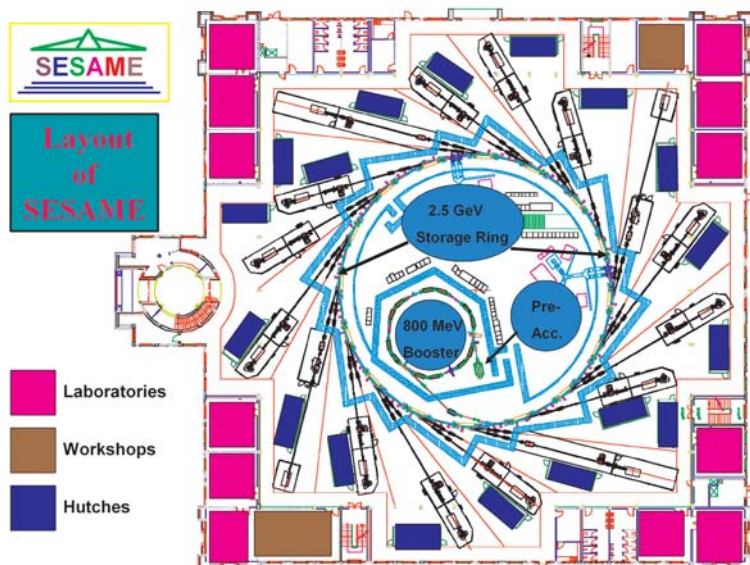 SESAME
Layout
of
SESAME
2.5 GeV
Storage Ring
Pre-
Acc.
800 MeV
Booster
Laboratories
Workshops
Hutches